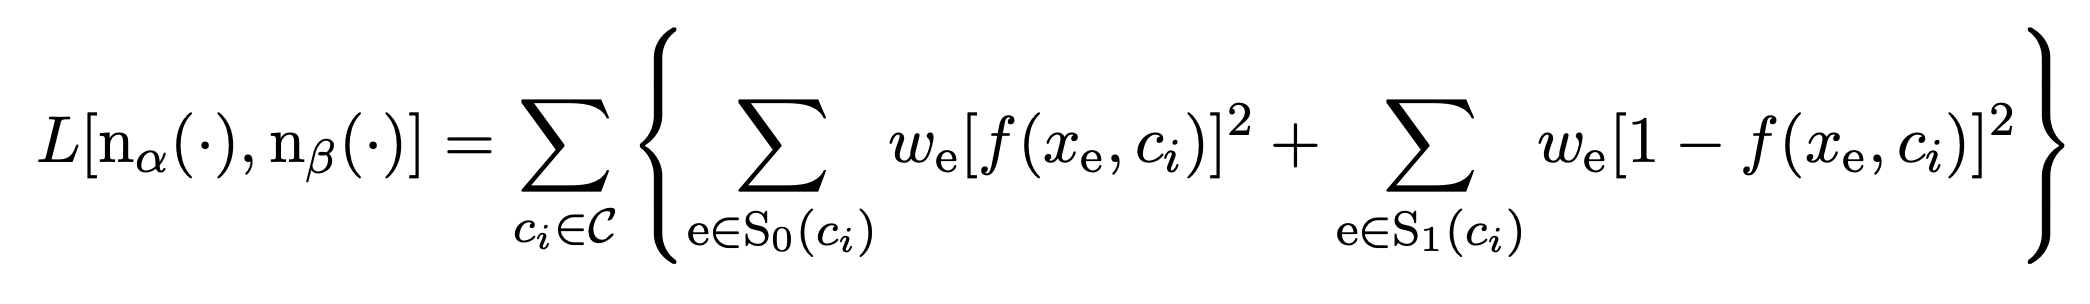 L[n_α(·), n_β(·)] = ∑_{c_i∈𝒞} { ∑_{e∈S_0(c_i)} w_e[f(x_e, c_i)]^2 + ∑_{e∈S_1(c_i)} w_e[1 − f(x_e, c_i)]^2 }